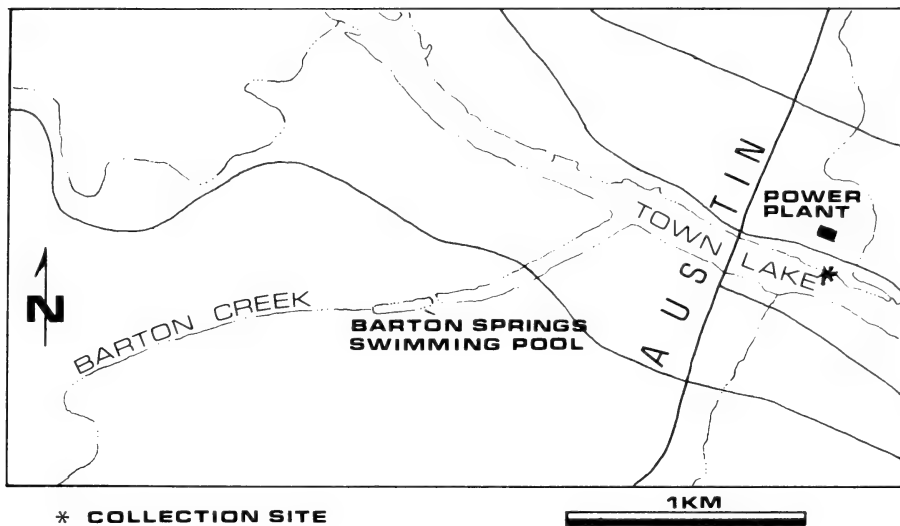 AUSTIN
POWER
PLANT
TOWN LAKE
BARTON CREEK
BARTON SPRINGS
SWIMMING POOL
N
* COLLECTION SITE
1KM